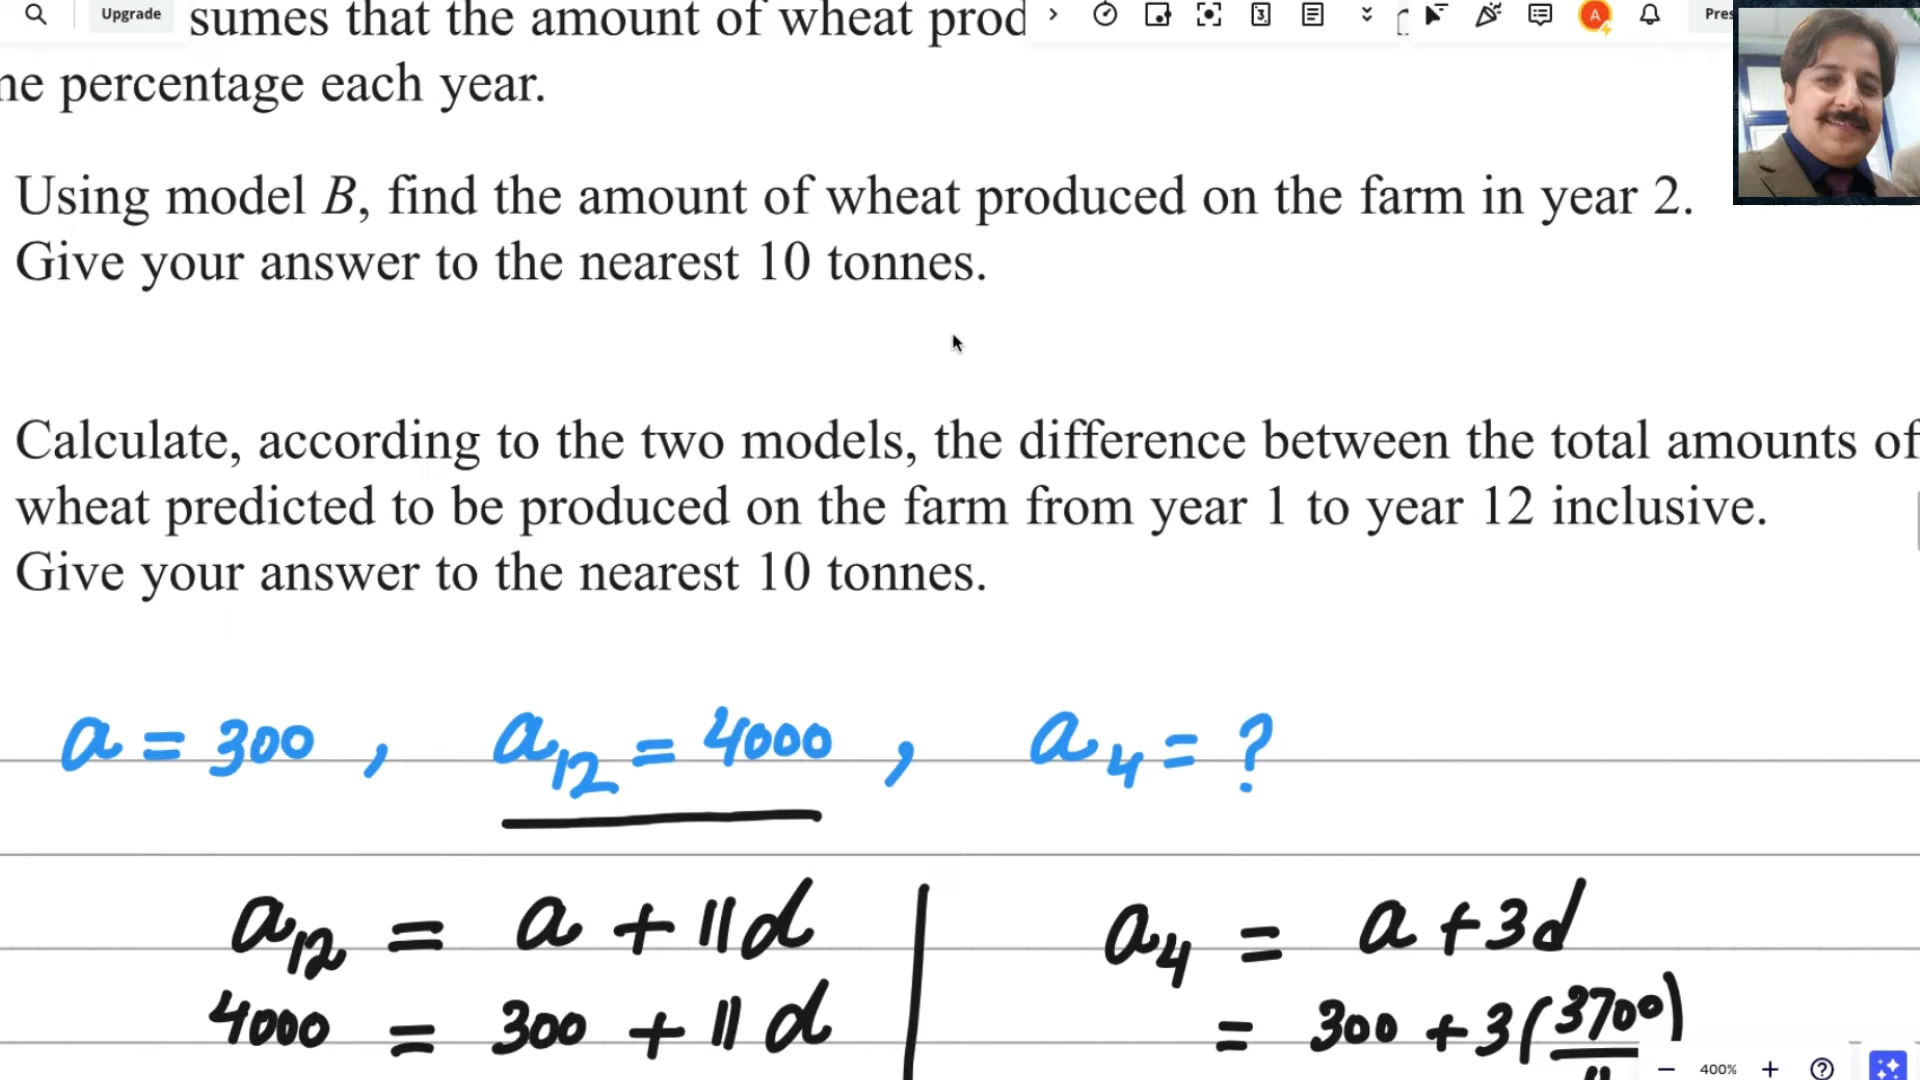 Upgrade sumes that the amount of wheat prod
ne percentage each year.
Using model B, find the amount of wheat produced on the farm in year 2.
Give your answer to the nearest 10 tonnes.
Calculate, according to the two models, the difference between the total amounts of
wheat predicted to be produced on the farm from year 1 to year 12 inclusive.
Give your answer to the nearest 10 tonnes.
a = 300 , a₁₂ = 4000 , a₄ = ?
a₁₂ = a + 11d
a₄ = a + 3d
4000 = 300 + 11d
= 300 + 3(3700/11)
400%